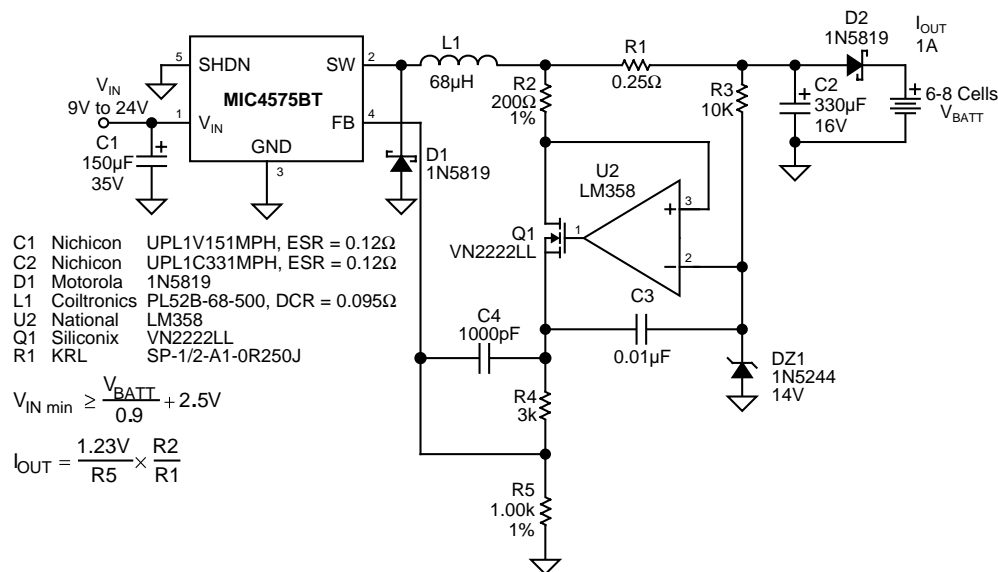 5
SHDN
SW
2
MIC4575BT
1
V_IN
FB
4
GND
3
V_IN
9V to 24V
C1
150µF
35V
L1
68µH
D1
1N5819
R2
200Ω
1%
R1
0.25Ω
R3
10K
C2
330µF
16V
D2
1N5819
I_OUT
1A
6-8 Cells
V_BATT
U2
LM358
3
2
1
Q1
VN2222LL
C3
0.01µF
C4
1000pF
DZ1
1N5244
14V
R4
3k
R5
1.00k
1%
C1 Nichicon UPL1V151MPH, ESR = 0.12Ω
C2 Nichicon UPL1C331MPH, ESR = 0.12Ω
D1 Motorola 1N5819
L1 Coiltronics PL52B-68-500, DCR = 0.095Ω
U2 National LM358
Q1 Siliconix VN2222LL
R1 KRL SP-1/2-A1-0R250J
V_IN min ≥ V_BATT / 0.9 + 2.5V
I_OUT = 1.23V / R5 × R2 / R1